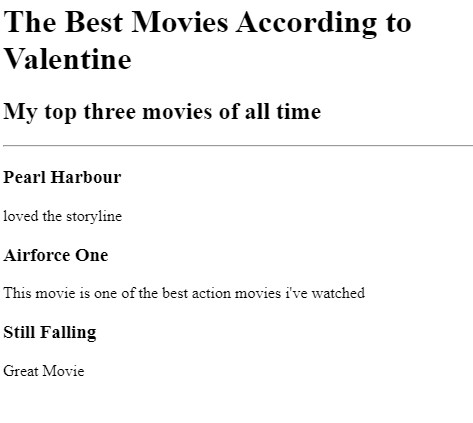 The Best Movies According to
Valentine
My top three movies of all time
Pearl Harbour
loved the storyline
Airforce One
This movie is one of the best action movies i've watched
Still Falling
Great Movie